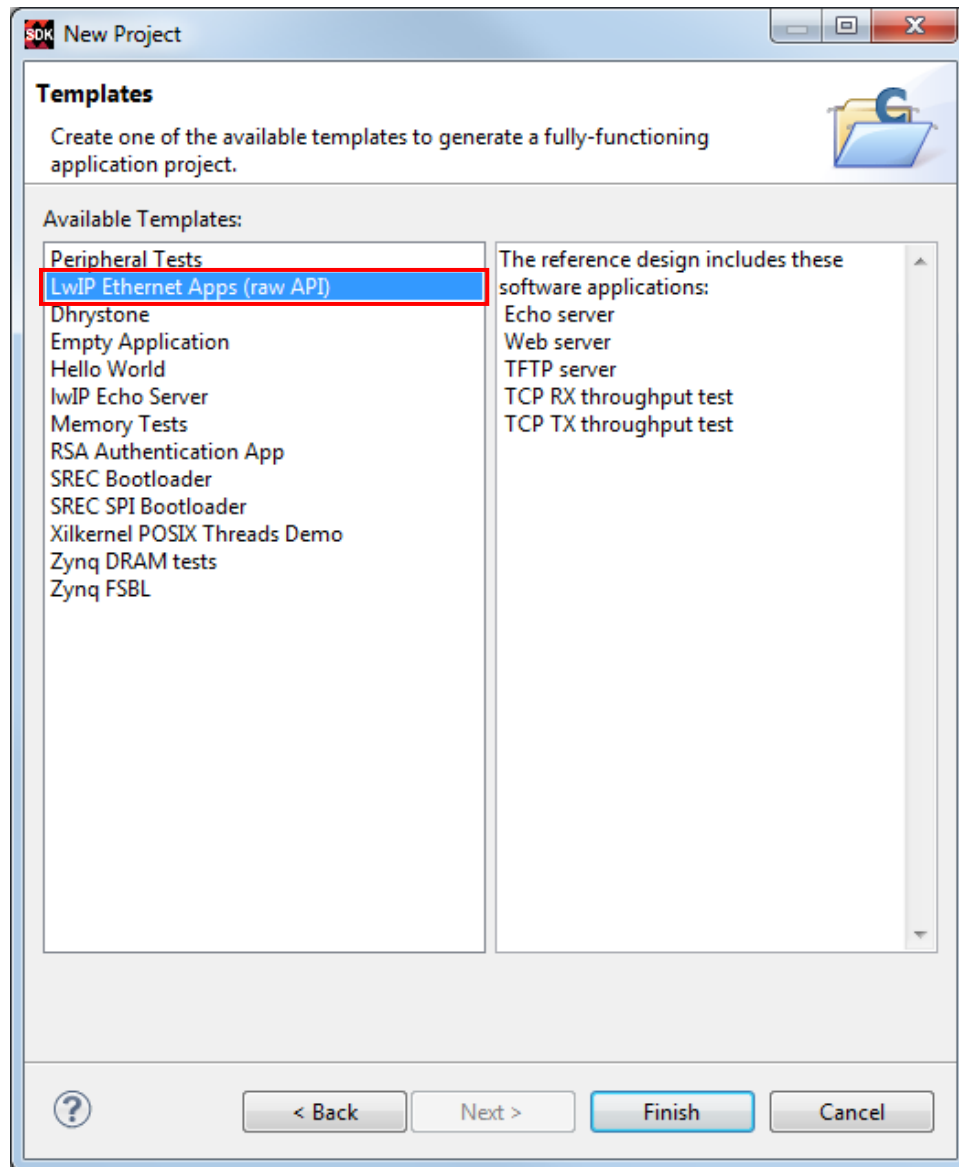 SDK New Project
Templates
Create one of the available templates to generate a fully-functioning
application project.
Available Templates:
Peripheral Tests
LwIP Ethernet Apps (raw API)
Dhrystone
Empty Application
Hello World
lwIP Echo Server
Memory Tests
RSA Authentication App
SREC Bootloader
SREC SPI Bootloader
Xilkernel POSIX Threads Demo
Zynq DRAM tests
Zynq FSBL
The reference design includes these
software applications:
Echo server
Web server
TFTP server
TCP RX throughput test
TCP TX throughput test
? < Back Next > Finish Cancel